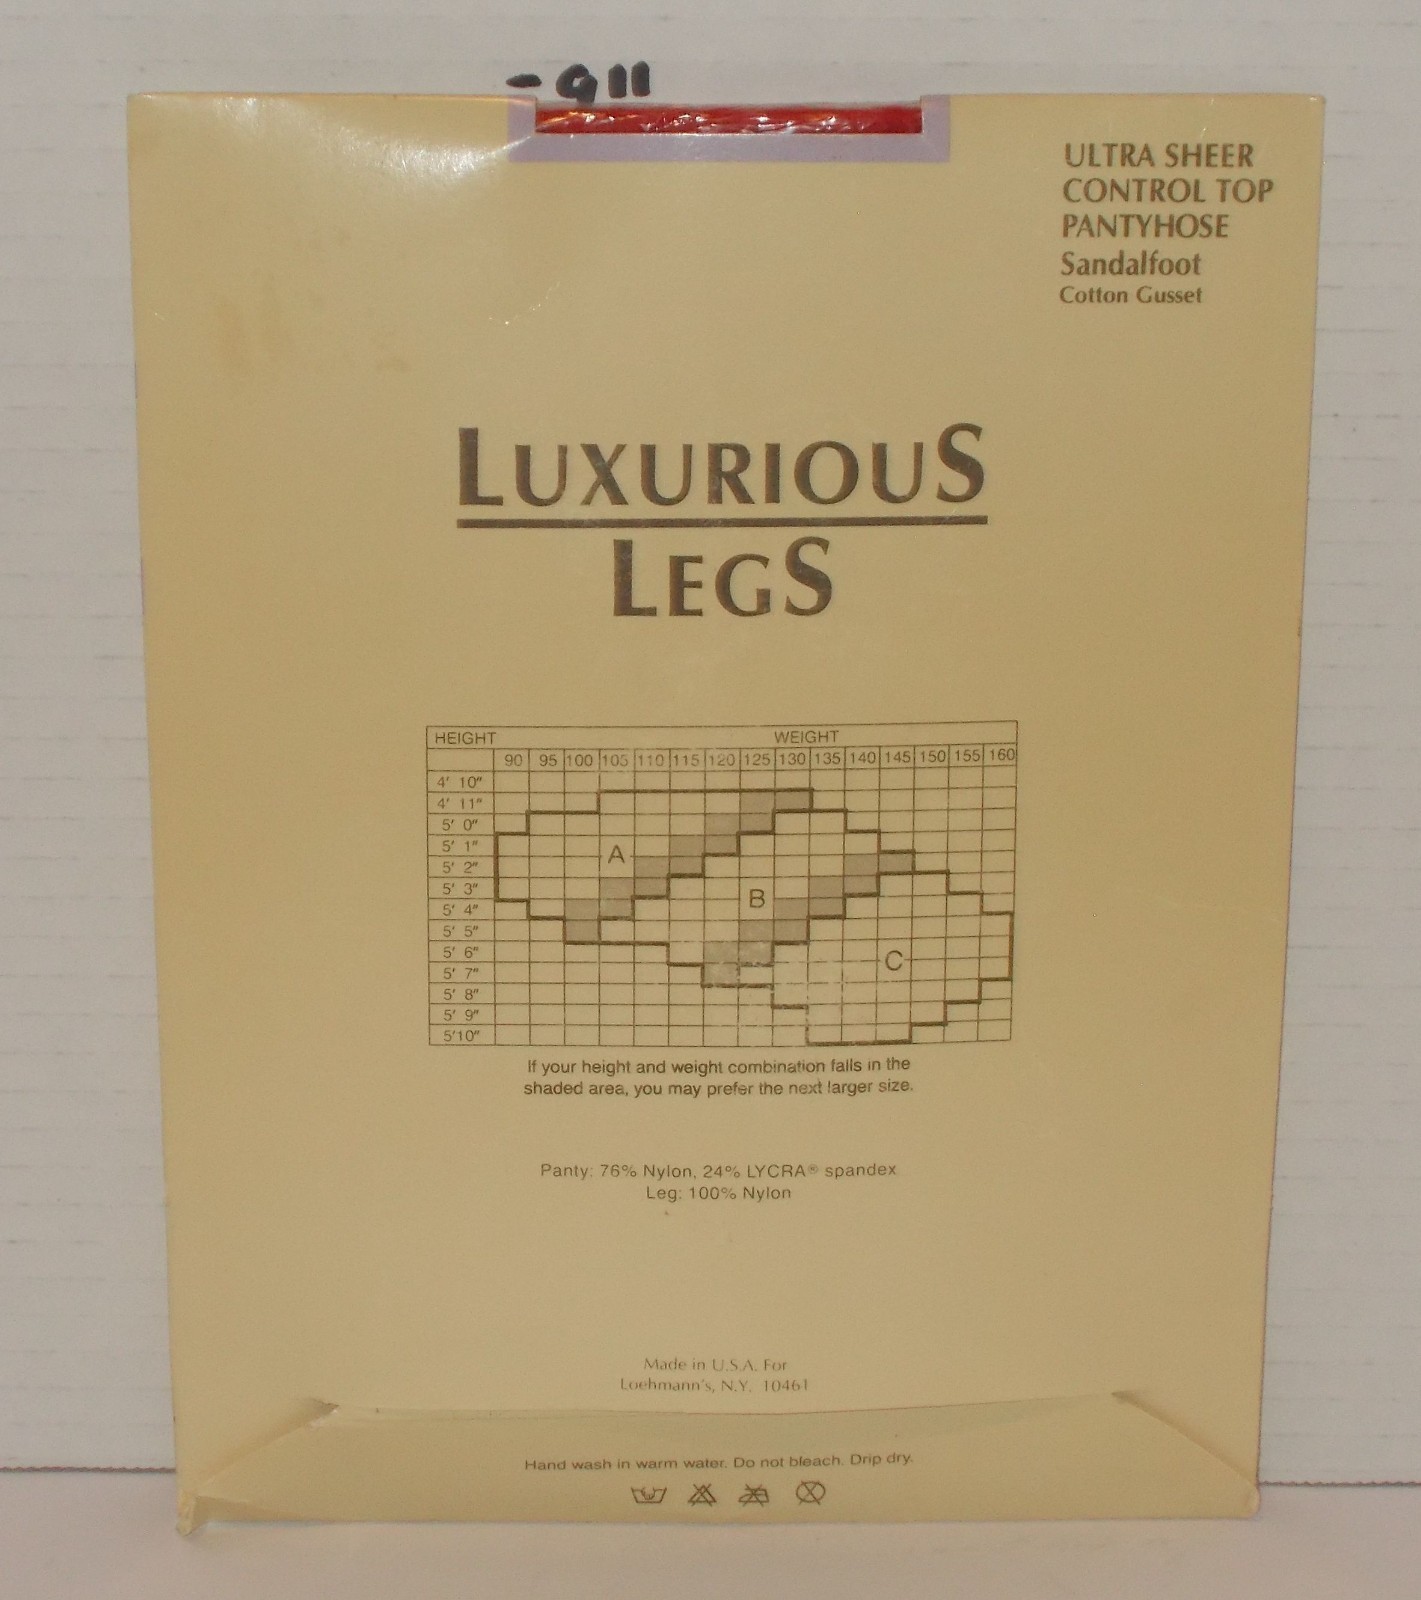 -911
ULTRA SHEER
CONTROL TOP
PANTYHOSE
Sandalfoot
Cotton Gusset
LUXURIOUS
LEGS
HEIGHT WEIGHT
90 95 100 105 110 115 120 125 130 135 140 145 150 155 160
4' 10"
4' 11"
5' 0"
5' 1"
A
5' 2"
5' 3"
B
5' 4"
5' 5"
5' 6"
C
5' 7"
5' 8"
5' 9"
5'10"
If your height and weight combination falls in the
shaded area, you may prefer the next larger size.
Panty: 76% Nylon, 24% LYCRA® spandex
Leg: 100% Nylon
Made in U.S.A. For
Loehmann's, N.Y. 10461
Hand wash in warm water. Do not bleach. Drip dry.